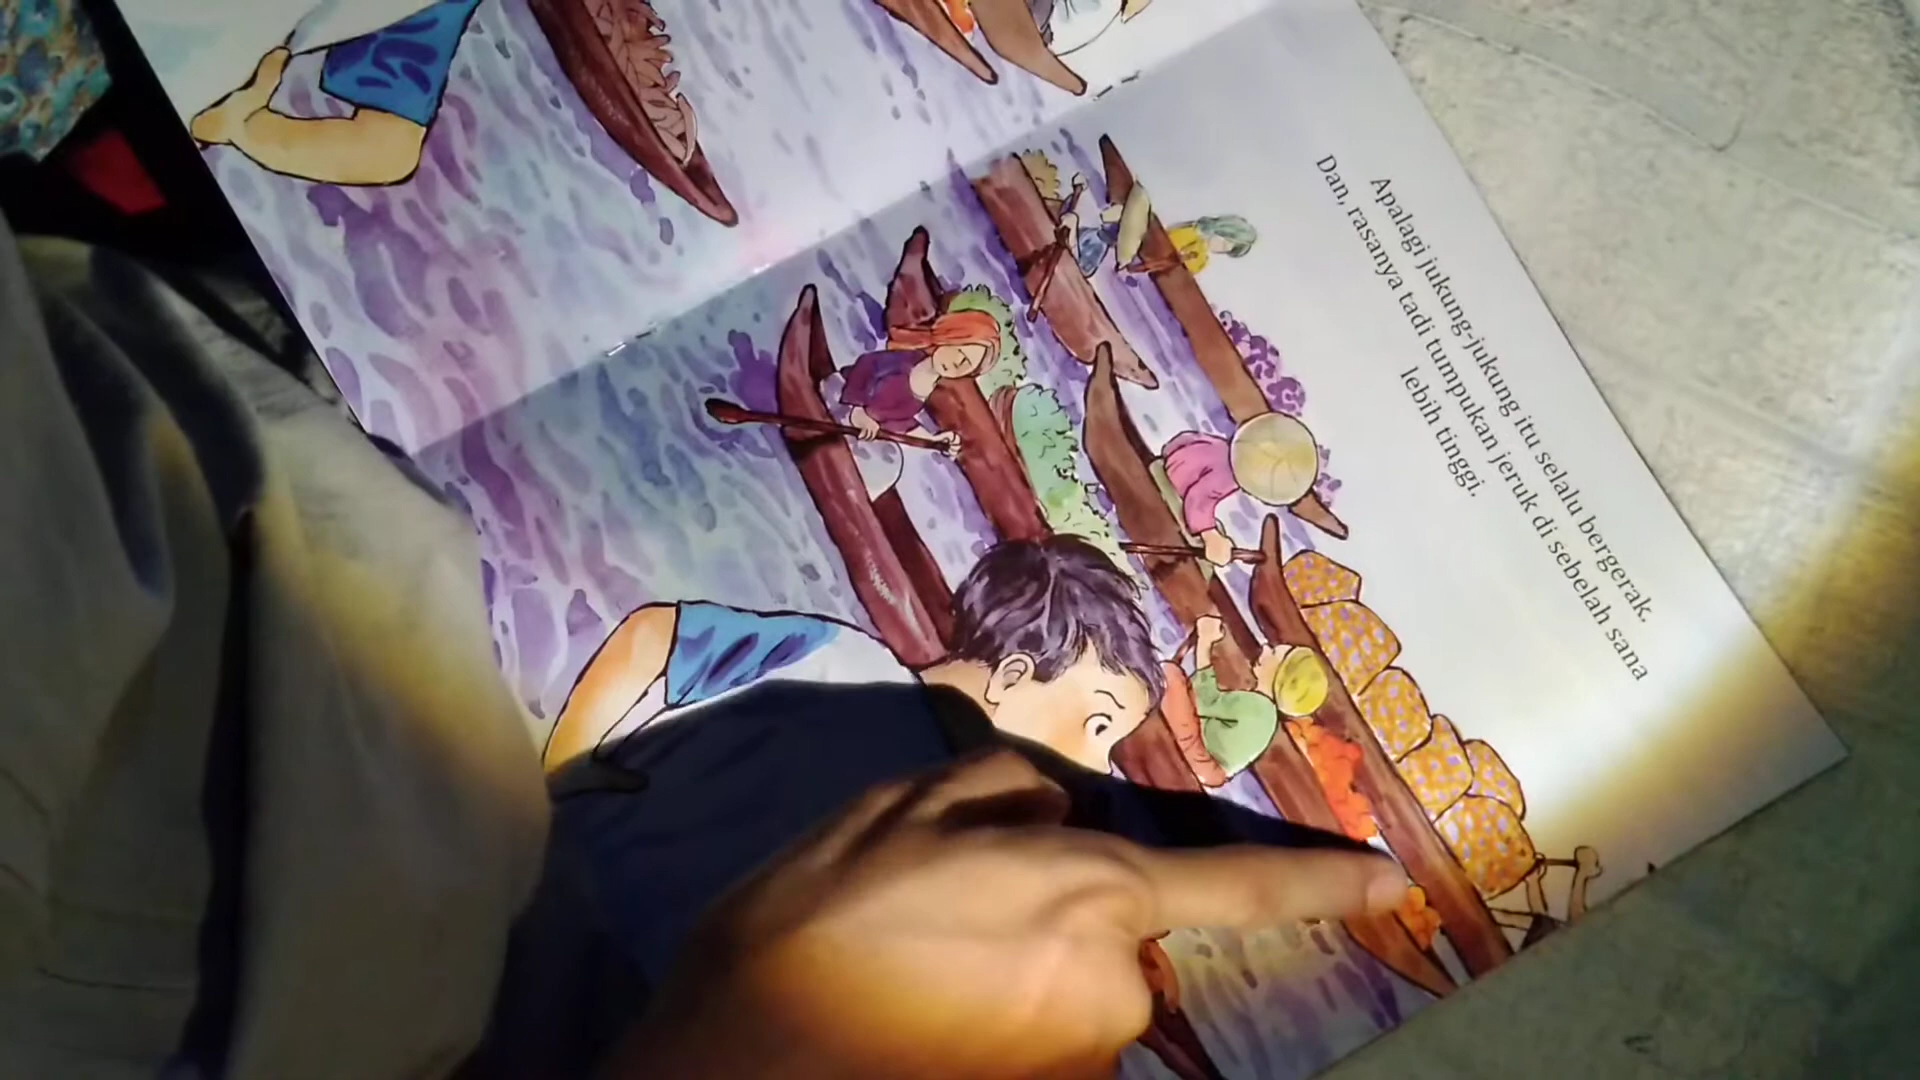 Apalagi jukung-jukung itu selalu bergerak.
Dan, rasanya tadi tumpukan jeruk di sebelah sana
lebih tinggi.